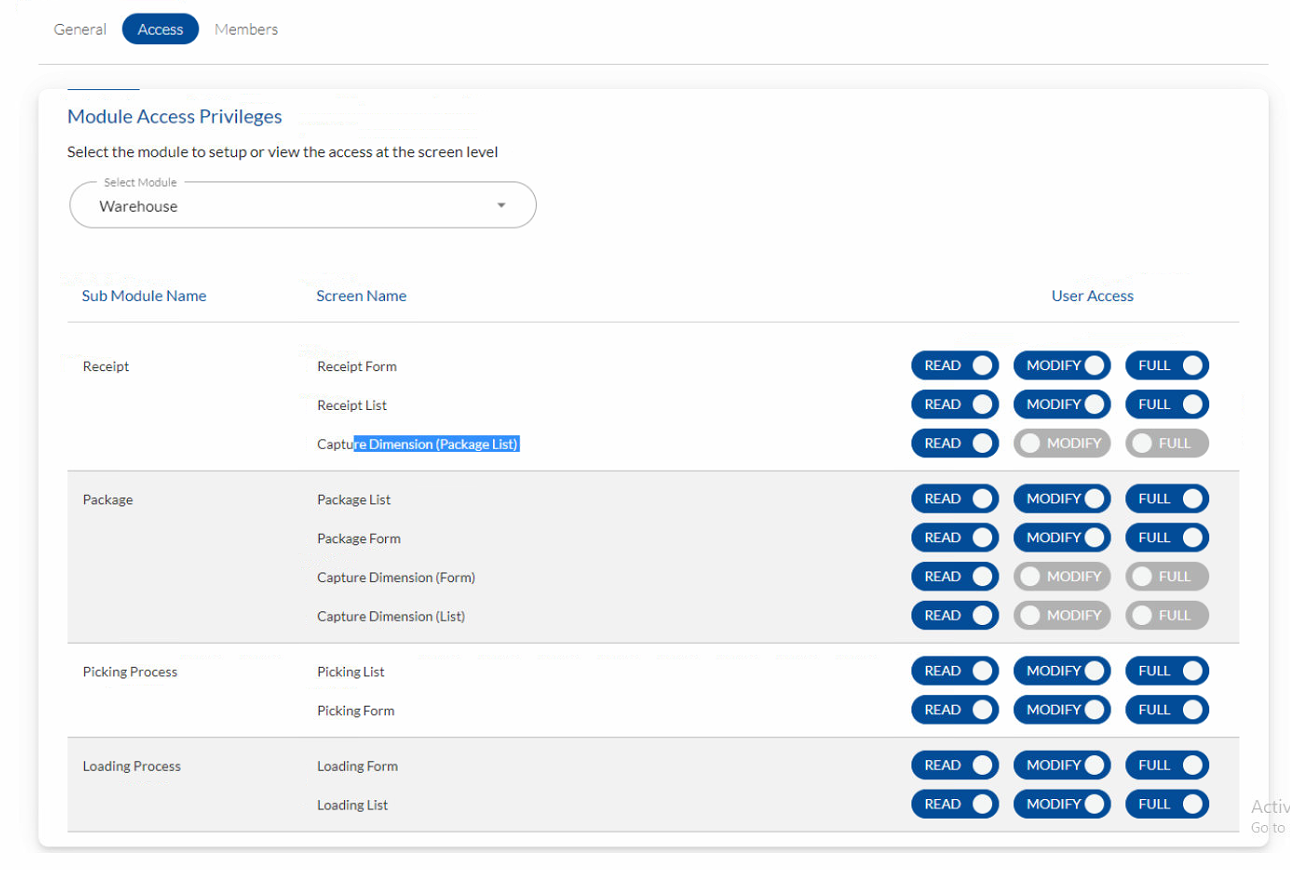 General Access Members
Module Access Privileges
Select the module to setup or view the access at the screen level
Select Module
Warehouse
Sub Module Name Screen Name User Access
Receipt Receipt Form READ MODIFY FULL
Receipt List READ MODIFY FULL
Capture Dimension (Package List) READ MODIFY FULL
Package Package List READ MODIFY FULL
Package Form READ MODIFY FULL
Capture Dimension (Form) READ MODIFY FULL
Capture Dimension (List) READ MODIFY FULL
Picking Process Picking List READ MODIFY FULL
Picking Form READ MODIFY FULL
Loading Process Loading Form READ MODIFY FULL
Loading List READ MODIFY FULL
Activ
Go to